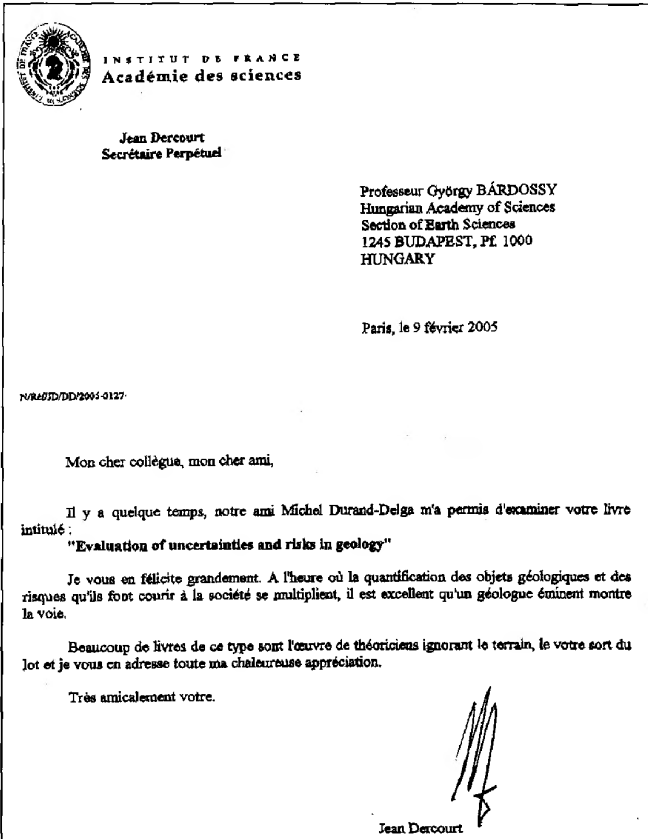 INSTITUT DE FRANCE
Académie des sciences
Jean Dercourt
Secrétaire Perpétuel
Professeur György BÁRDOSSY
Hungarian Academy of Sciences
Section of Earth Sciences
1245 BUDAPEST, Pf. 1000
HUNGARY
Paris, le 9 février 2005
N/Réf/JD/DD/2005-0127
Mon cher collègue, mon cher ami,
Il y a quelque temps, notre ami Michel Durand-Delga m'a permis d'examiner votre livre
intitulé :
"Evaluation of uncertainties and risks in geology"
Je vous en félicite grandement. A l'heure où la quantification des objets géologiques et des
risques qu'ils font courir à la société se multiplient, il est excellent qu'un géologue éminent montre
la voie.
Beaucoup de livres de ce type sont l'œuvre de théoriciens ignorant le terrain, le votre sort du
lot et je vous en adresse toute ma chaleureuse appréciation.
Très amicalement votre.
Jean Dercourt